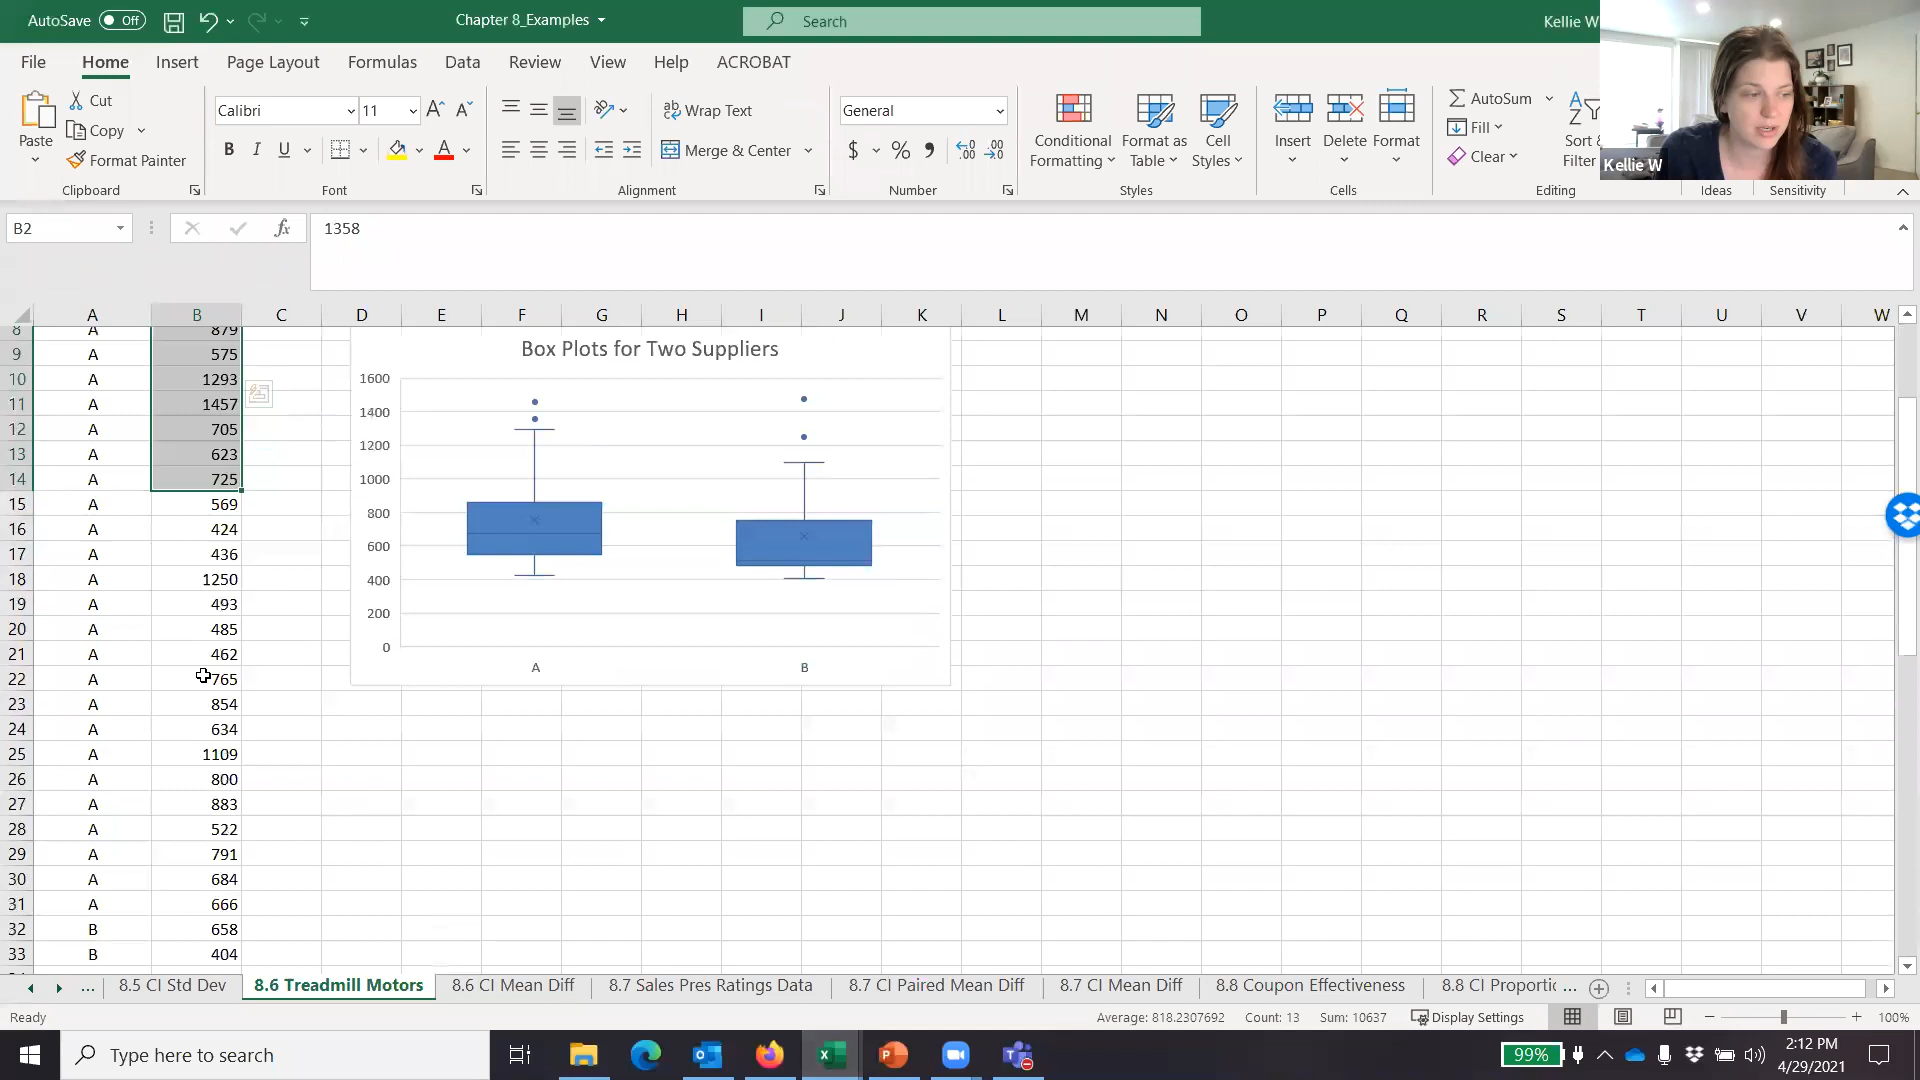 AutoSave Off Chapter 8_Examples Search Kellie W
File Home Insert Page Layout Formulas Data Review View Help ACROBAT
Paste Cut Copy Format Painter Clipboard
Calibri 11 B I U Font
Wrap Text Merge & Center Alignment
General $ % Number
Conditional Formatting Format as Table Cell Styles Styles
Insert Delete Format Cells
AutoSum Fill Clear Sort & Filter Editing
Ideas Sensitivity
Kellie W
B2 fx 1358
A B C D E F G H I J K L M N O P Q R S T U V W
8 A 879
9 A 575
10 A 1293
11 A 1457
12 A 705
13 A 623
14 A 725
15 A 569
16 A 424
17 A 436
18 A 1250
19 A 493
20 A 485
21 A 462
22 A 765
23 A 854
24 A 634
25 A 1109
26 A 800
27 A 883
28 A 522
29 A 791
30 A 684
31 A 666
32 B 658
33 B 404
Box Plots for Two Suppliers
1600
1400
1200
1000
800
600
400
200
0
A B
... 8.5 CI Std Dev 8.6 Treadmill Motors 8.6 CI Mean Diff 8.7 Sales Pres Ratings Data 8.7 CI Paired Mean Diff 8.7 CI Mean Diff 8.8 Coupon Effectiveness 8.8 CI Proportic ...
Ready Average: 818.2307692 Count: 13 Sum: 10637 Display Settings 100%
Type here to search 99% 2:12 PM
4/29/2021